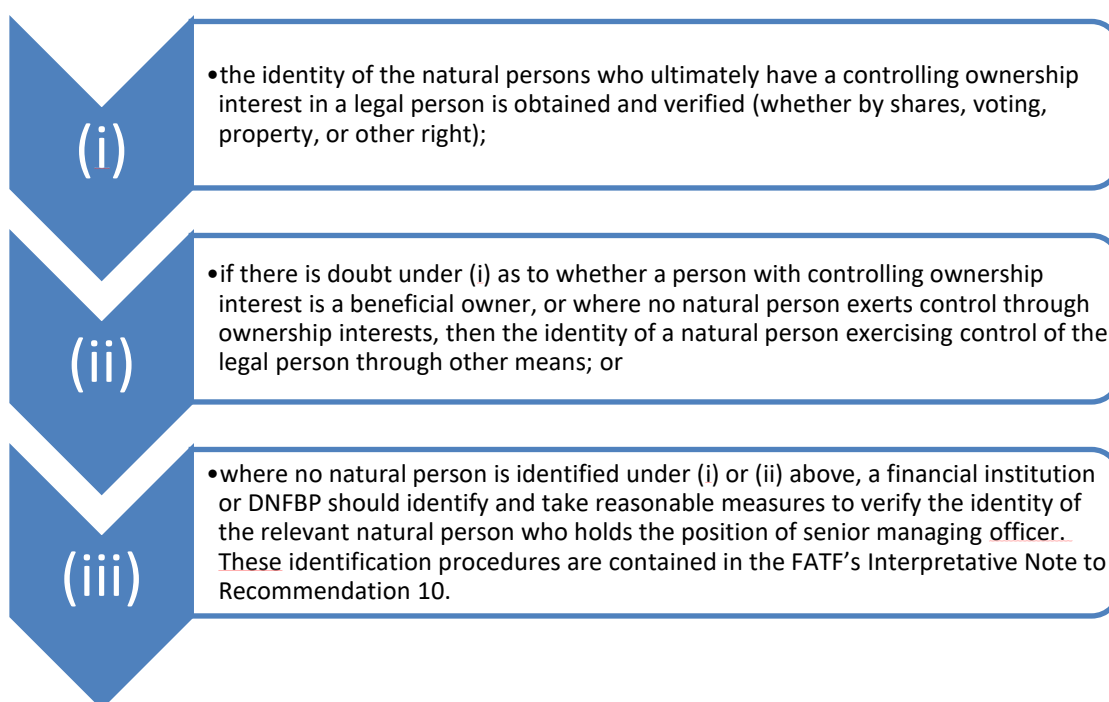 (i)
•the identity of the natural persons who ultimately have a controlling ownership
interest in a legal person is obtained and verified (whether by shares, voting,
property, or other right);
(ii)
•if there is doubt under (i) as to whether a person with controlling ownership
interest is a beneficial owner, or where no natural person exerts control through
ownership interests, then the identity of a natural person exercising control of the
legal person through other means; or
(iii)
•where no natural person is identified under (i) or (ii) above, a financial institution
or DNFBP should identify and take reasonable measures to verify the identity of
the relevant natural person who holds the position of senior managing officer.
These identification procedures are contained in the FATF’s Interpretative Note to
Recommendation 10.